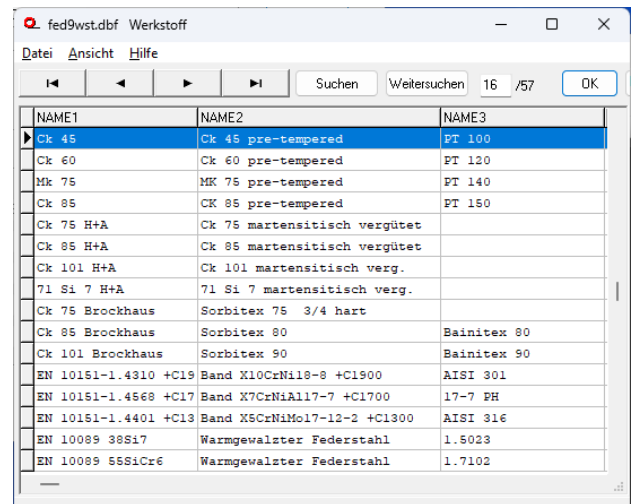 fed9wst.dbf Werkstoff
Datei Ansicht Hilfe
Suchen Weitersuchen 16 /57 OK
NAME1 NAME2 NAME3
Ck 45 Ck 45 pre-tempered PT 100
Ck 60 Ck 60 pre-tempered PT 120
Mk 75 MK 75 pre-tempered PT 140
Ck 85 CK 85 pre-tempered PT 150
Ck 75 H+A Ck 75 martensitisch vergütet
Ck 85 H+A Ck 85 martensitisch vergütet
Ck 101 H+A Ck 101 martensitisch verg.
71 Si 7 H+A 71 Si 7 martensitisch verg.
Ck 75 Brockhaus Sorbitex 75 3/4 hart
Ck 85 Brockhaus Sorbitex 80 Bainitex 80
Ck 101 Brockhaus Sorbitex 90 Bainitex 90
EN 10151-1.4310 +C19 Band X10CrNi18-8 +C1900 AISI 301
EN 10151-1.4568 +C17 Band X7CrNiAl17-7 +C1700 17-7 PH
EN 10151-1.4401 +C13 Band X5CrNiMo17-12-2 +C1300 AISI 316
EN 10089 38Si7 Warmgewalzter Federstahl 1.5023
EN 10089 55SiCr6 Warmgewalzter Federstahl 1.7102